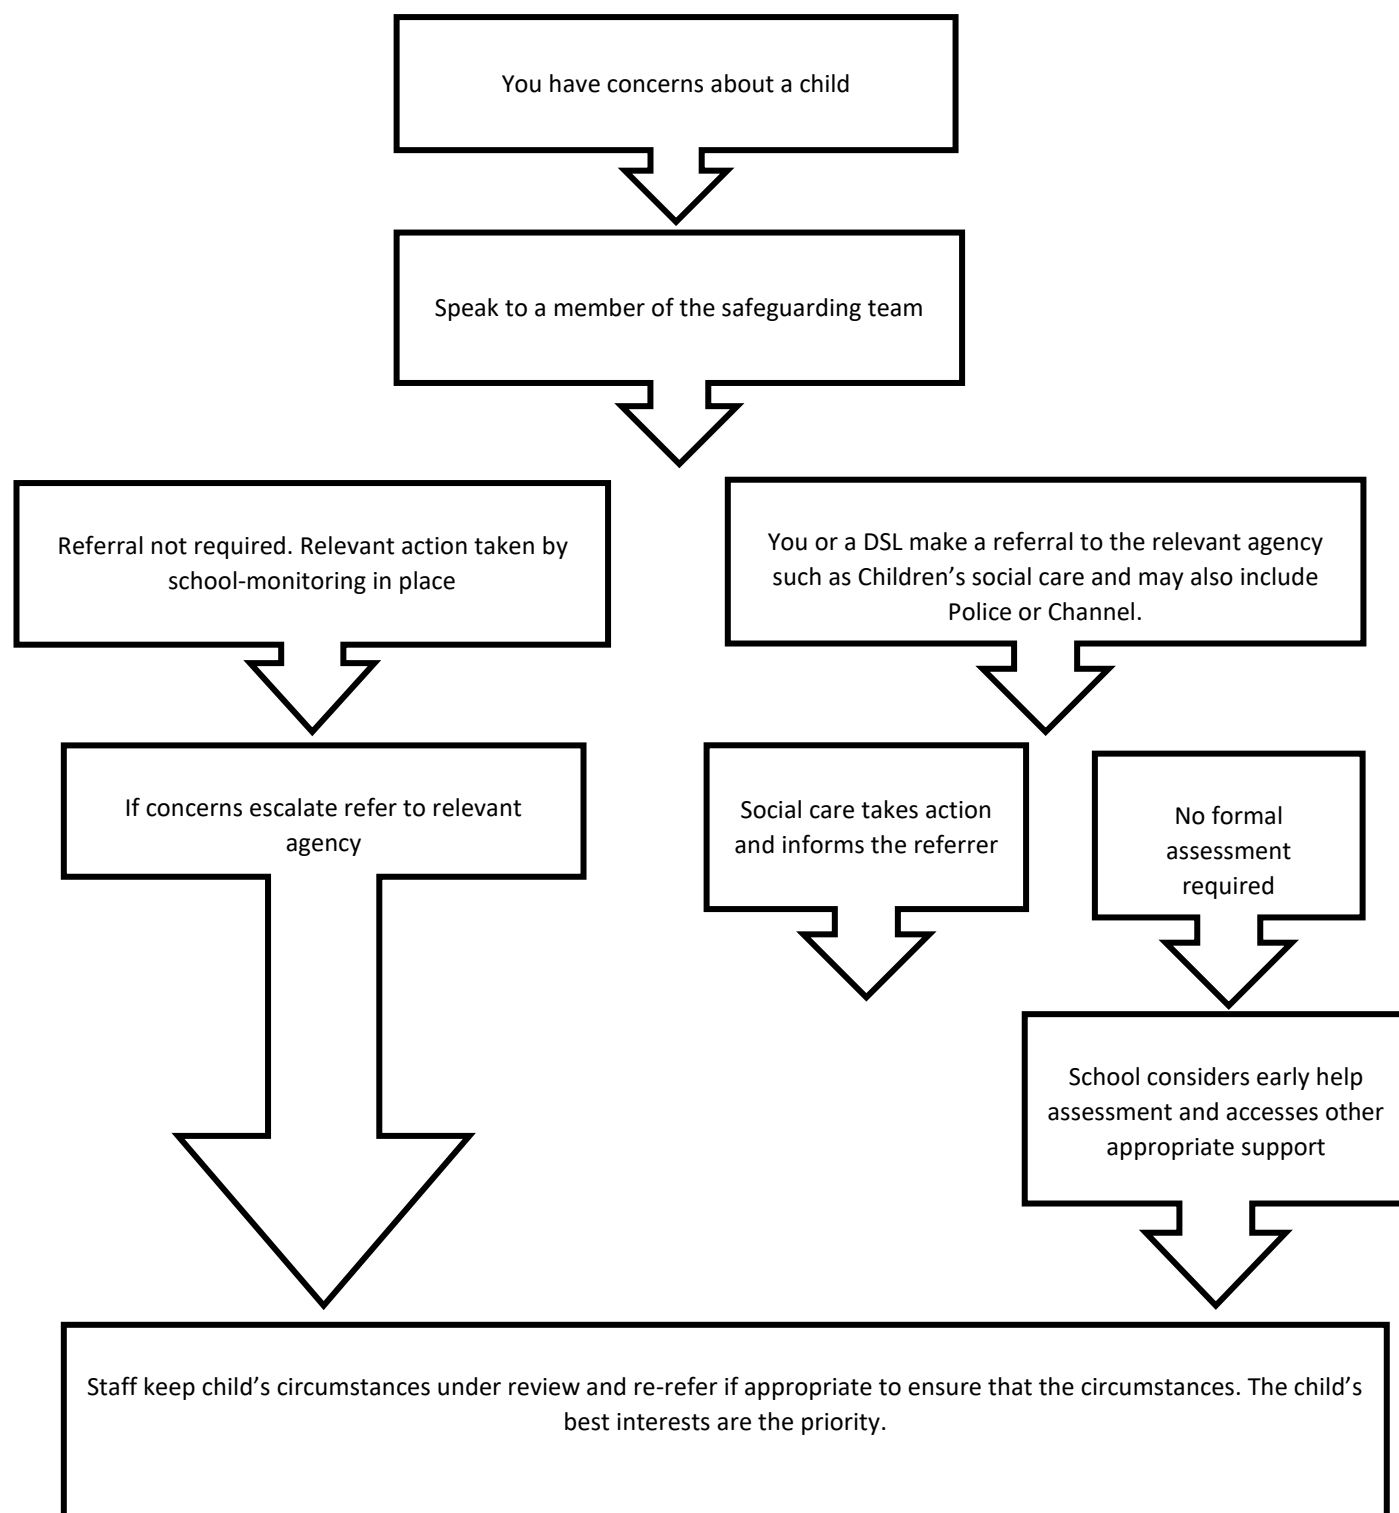 You have concerns about a child
Speak to a member of the safeguarding team
Referral not required. Relevant action taken by
school-monitoring in place
You or a DSL make a referral to the relevant agency
such as Children’s social care and may also include
Police or Channel.
If concerns escalate refer to relevant
agency
Social care takes action
and informs the referrer
No formal
assessment
required
School considers early help
assessment and accesses other
appropriate support
Staff keep child’s circumstances under review and re-refer if appropriate to ensure that the circumstances. The child’s
best interests are the priority.